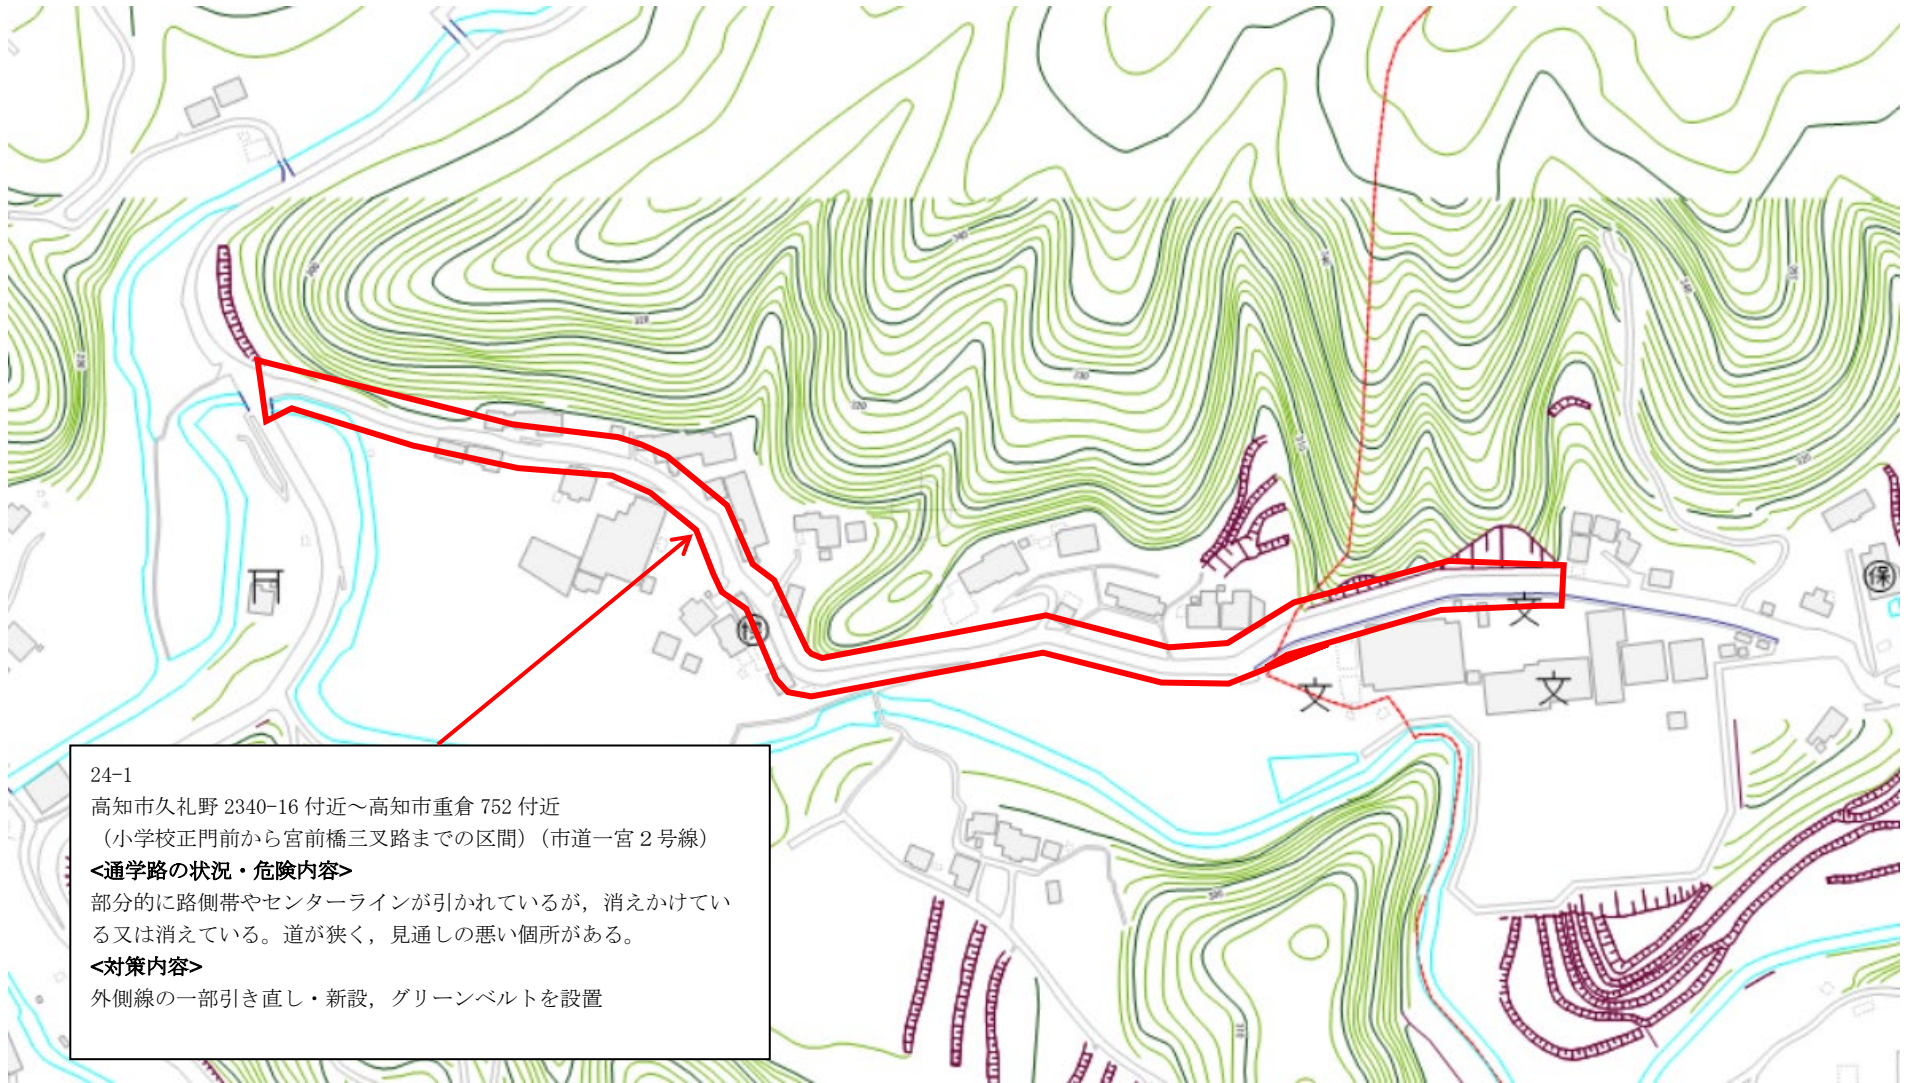 24-1
高知市久礼野 2340-16 付近～高知市重倉 752 付近
（小学校正門前から宮前橋三叉路までの区間）（市道一宮２号線）
<通学路の状況・危険内容>
部分的に路側帯やセンターラインが引かれているが，消えかけてい
る又は消えている。道が狭く，見通しの悪い個所がある。
<対策内容>
外側線の一部引き直し・新設，グリーンベルトを設置
文
文
文
保
320
330